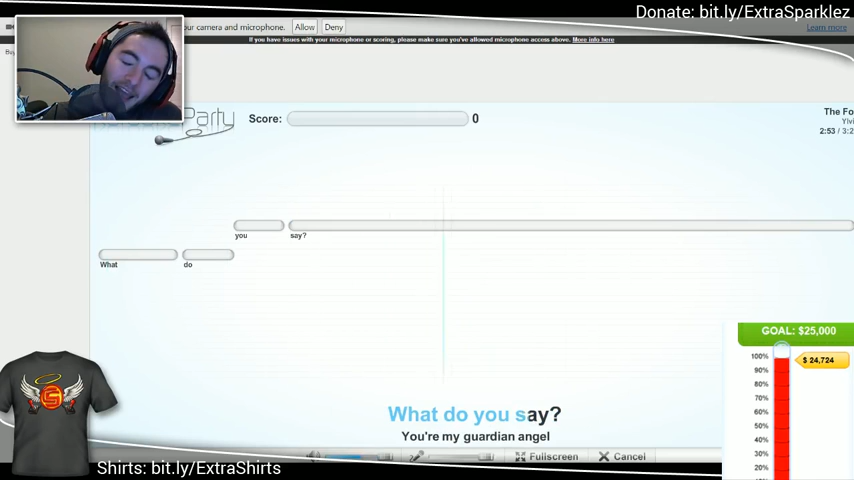 Donate: bit.ly/ExtraSparklez
our camera and microphone.
Allow
Deny
Learn more
If you have issues with your microphone or scoring, please make sure you've allowed microphone access above. More info here
Party
Score:
0
The Fo
Ylvi
2:53 / 3:2
you
say?
What
do
GOAL: $25,000
100%
$ 24,724
90%
80%
70%
60%
50%
40%
30%
20%
What do you say?
You're my guardian angel
Fullscreen
Cancel
Shirts: bit.ly/ExtraShirts